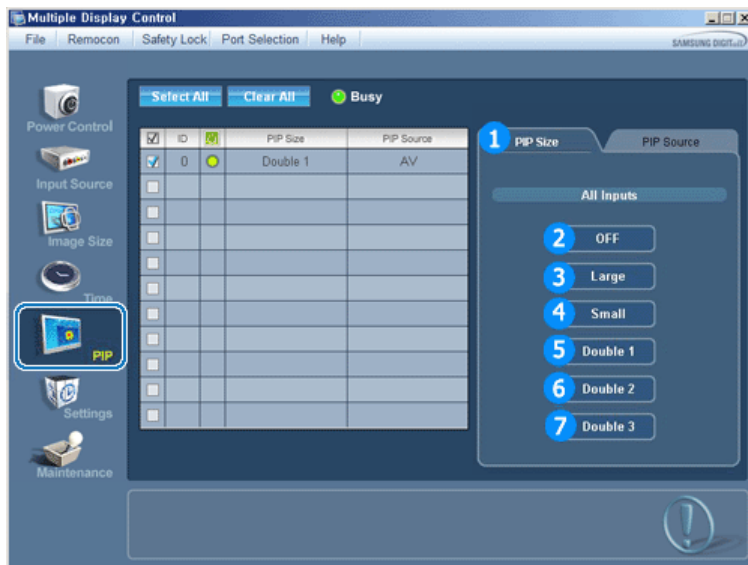 Multiple Display Control
File Remocon Safety Lock Port Selection Help
SAMSUNG DIGITall
Select All Clear All Busy
Power Control
Input Source
Image Size
Time
PIP
Settings
Maintenance
ID PIP Size PIP Source
0 Double 1 AV
1 PIP Size PIP Source
All Inputs
2 OFF
3 Large
4 Small
5 Double 1
6 Double 2
7 Double 3